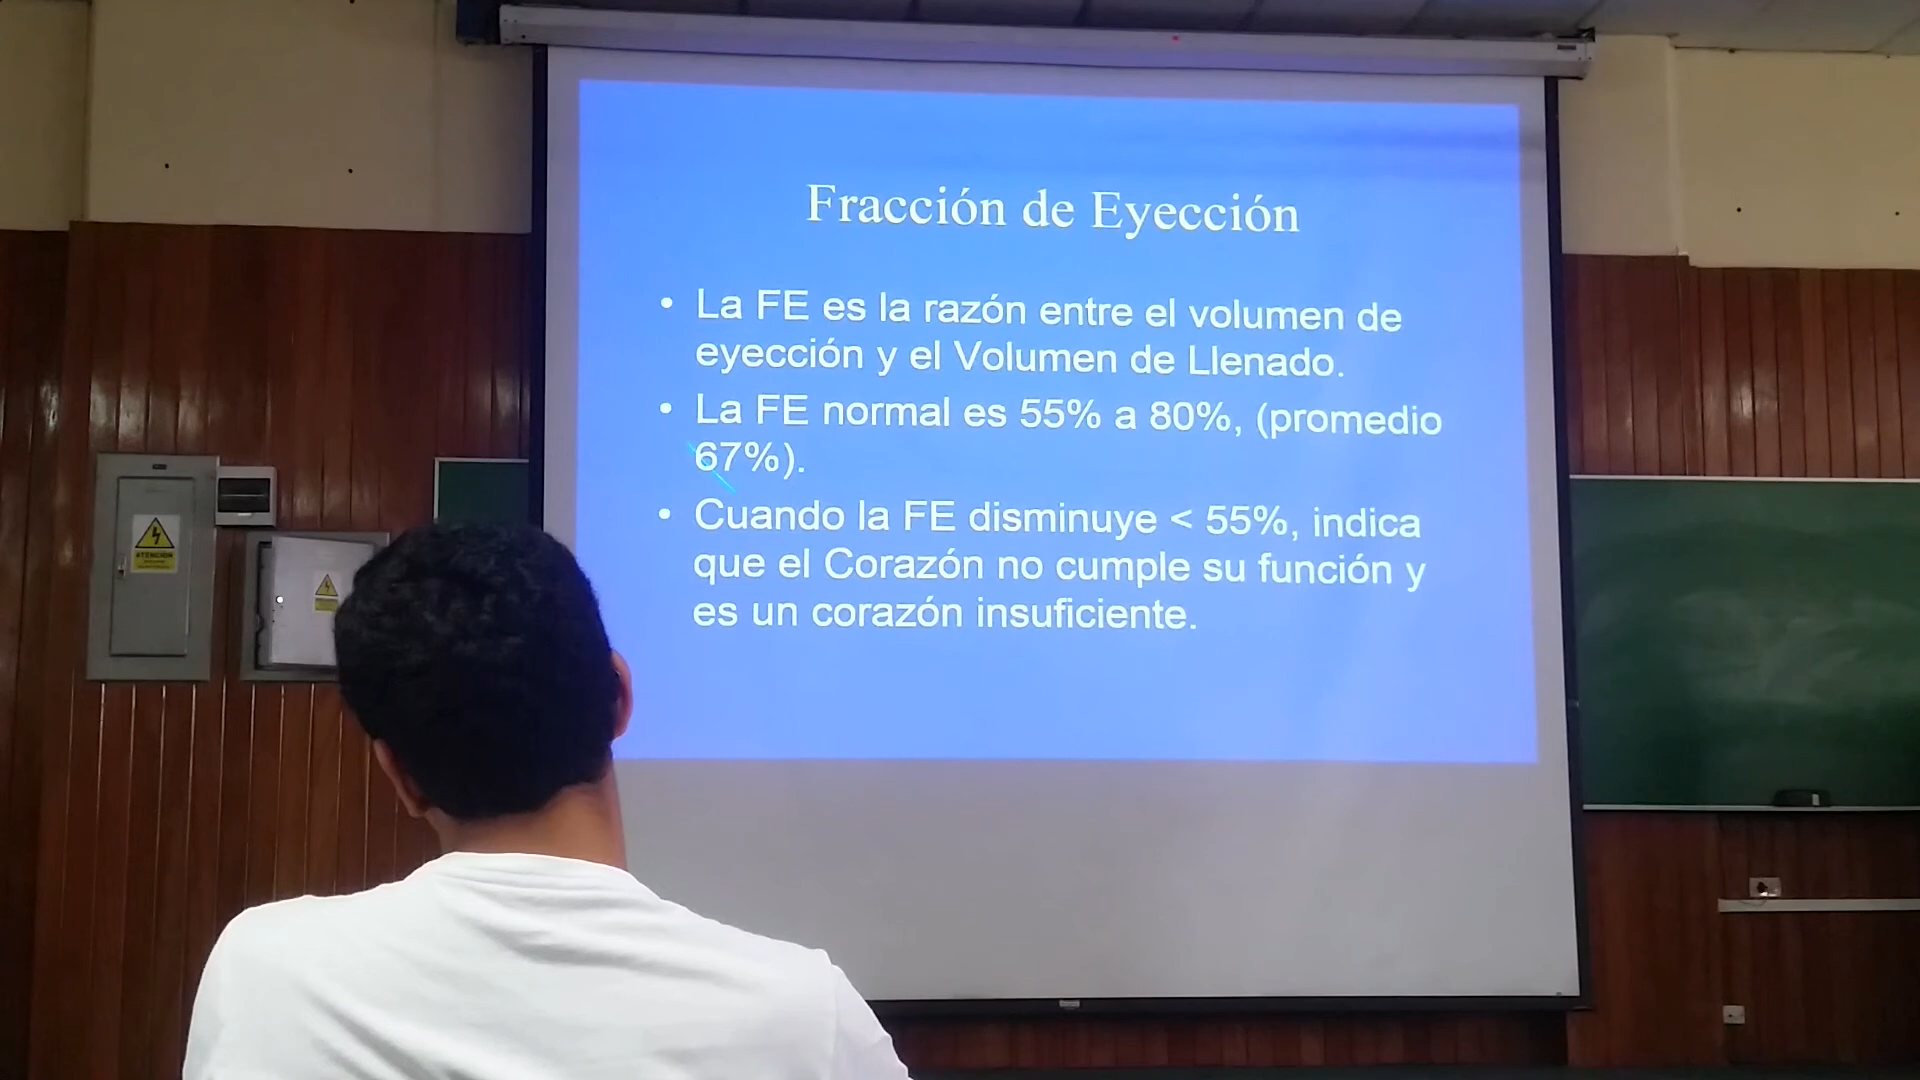 Fracción de Eyección
• La FE es la razón entre el volumen de
eyección y el Volumen de Llenado.
• La FE normal es 55% a 80%, (promedio
67%).
• Cuando la FE disminuye < 55%, indica
que el Corazón no cumple su función y
es un corazón insuficiente.
ATENCION